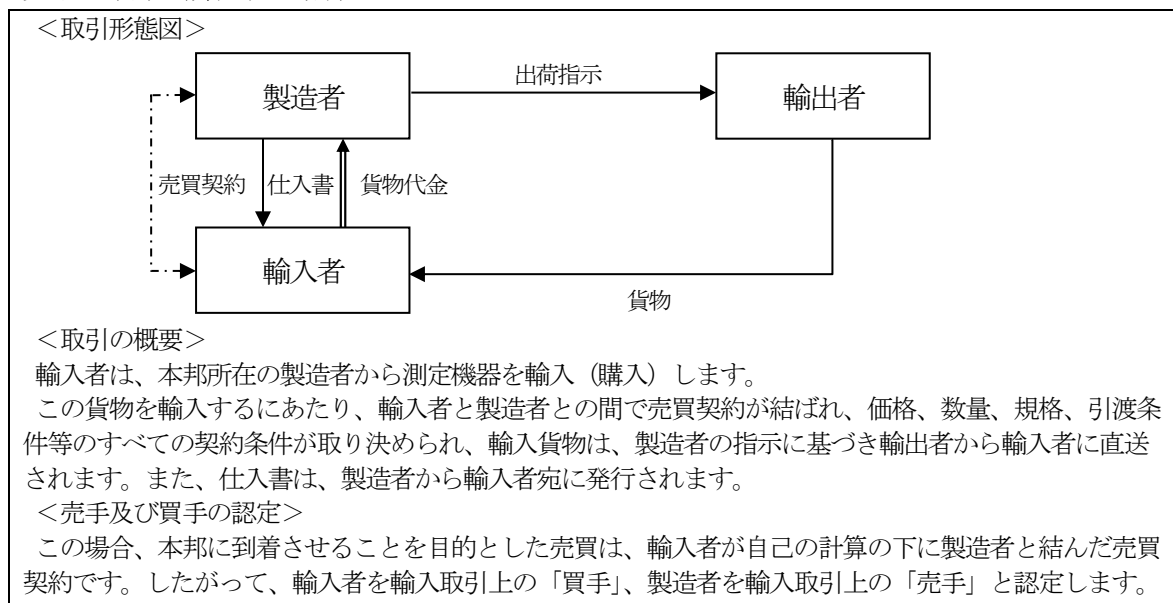 ＜取引形態図＞
出荷指示
製造者
輸出者
売買契約
仕入書
貨物代金
輸入者
貨物
＜取引の概要＞
輸入者は、本邦所在の製造者から測定機器を輸入（購入）します。
この貨物を輸入するにあたり、輸入者と製造者との間で売買契約が結ばれ、価格、数量、規格、引渡条
件等のすべての契約条件が取り決められ、輸入貨物は、製造者の指示に基づき輸出者から輸入者に直送
されます。また、仕入書は、製造者から輸入者宛に発行されます。
＜売手及び買手の認定＞
この場合、本邦に到着させることを目的とした売買は、輸入者が自己の計算の下に製造者と結んだ売買
契約です。したがって、輸入者を輸入取引上の「買手」、製造者を輸入取引上の「売手」と認定します。